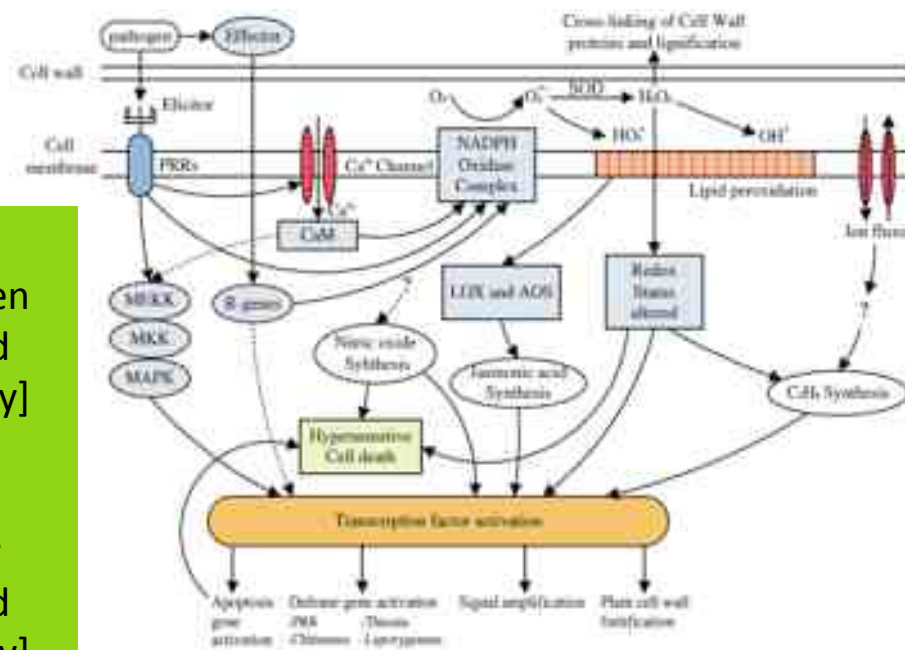 pathogen
Effector
Cross-linking of Cell Wall
proteins and lignification
Cell wall
Elicitor
SOD
Cell
membrane
PRRs
Ca²⁺ Channel
NADPH
Oxidase
Complex
Lipid peroxidation
Ca²⁺
CaM
Ion fluxes
en
d
y]
MEKK
MKK
MAPK
R genes
LOX and AOS
Redox
Status
altered
?
Nitric oxide
Jasmonic acid
Synthesis
C₂H₄ Synthesis
Hypersensitive
Cell death
Transcription factor activation
Apoptosis
gene
activation
Defense gene activation
Signal amplification
Plant cell wall
fortification
d
y]